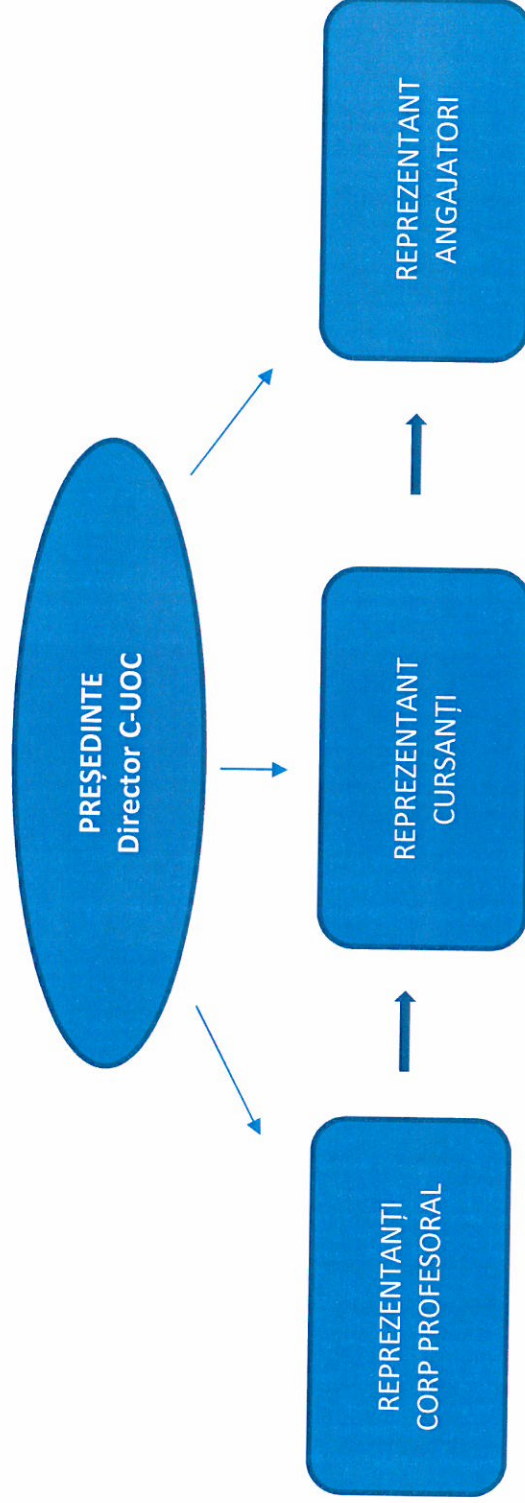 PREȘEDINTE
Director C-UOC
REPREZENTANȚI
CORP PROFESORAL
REPREZENTANT
CURSANȚI
REPREZENTANT
ANGAJATORI